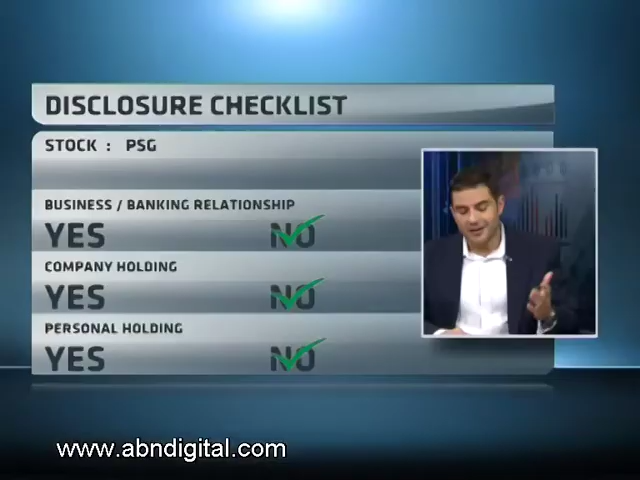 DISCLOSURE CHECKLIST
STOCK : PSG
BUSINESS / BANKING RELATIONSHIP
YES NO
COMPANY HOLDING
YES NO
PERSONAL HOLDING
YES NO
www.abndigital.com